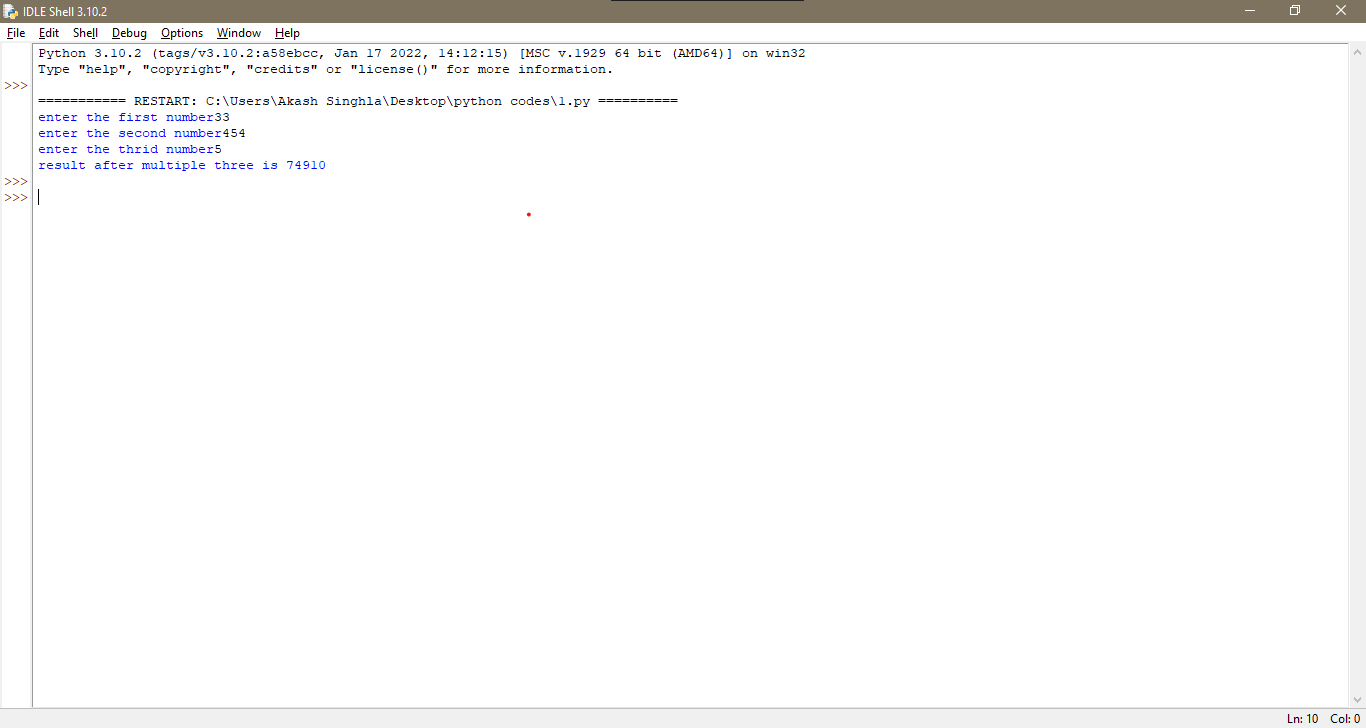 IDLE Shell 3.10.2
File Edit Shell Debug Options Window Help
Python 3.10.2 (tags/v3.10.2:a58ebcc, Jan 17 2022, 14:12:15) [MSC v.1929 64 bit (AMD64)] on win32
Type "help", "copyright", "credits" or "license()" for more information.
>>>
=========== RESTART: C:\Users\Akash Singhla\Desktop\python codes\1.py ==========
enter the first number33
enter the second number454
enter the thrid number5
result after multiple three is 74910
>>>
>>>
Ln: 10 Col: 0